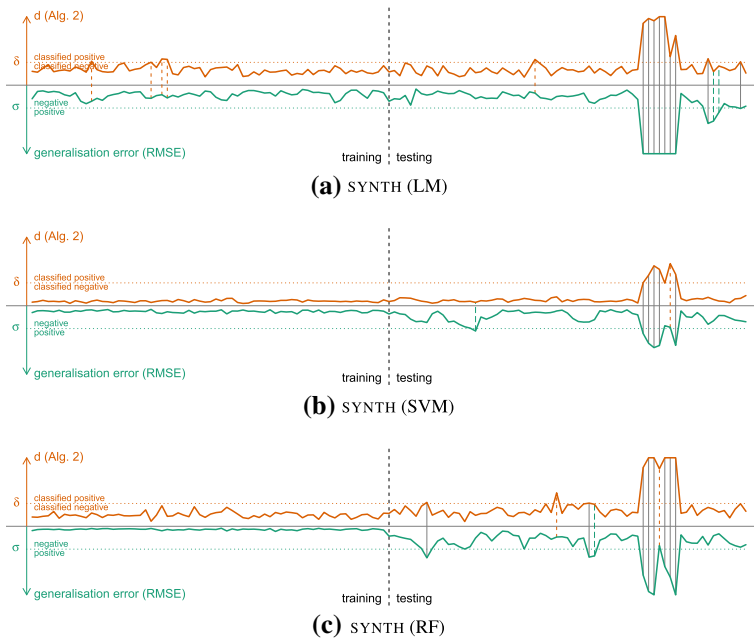 d (Alg. 2)
δ
classified positive
classified negative
σ
negative
positive
generalisation error (RMSE)
training
testing
(a) SYNTH (LM)
d (Alg. 2)
δ
classified positive
classified negative
σ
negative
positive
generalisation error (RMSE)
training
testing
(b) SYNTH (SVM)
d (Alg. 2)
δ
classified positive
classified negative
σ
negative
positive
generalisation error (RMSE)
training
testing
(c) SYNTH (RF)